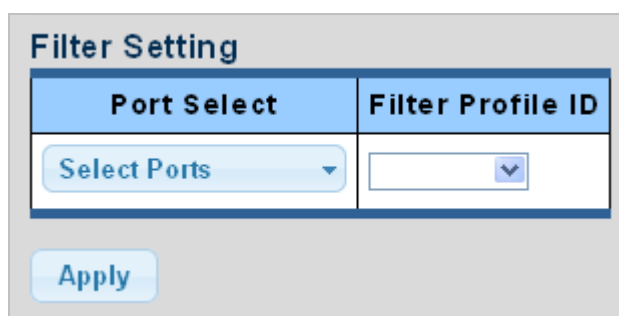 Filter Setting
Port Select Filter Profile ID
Select Ports
Apply